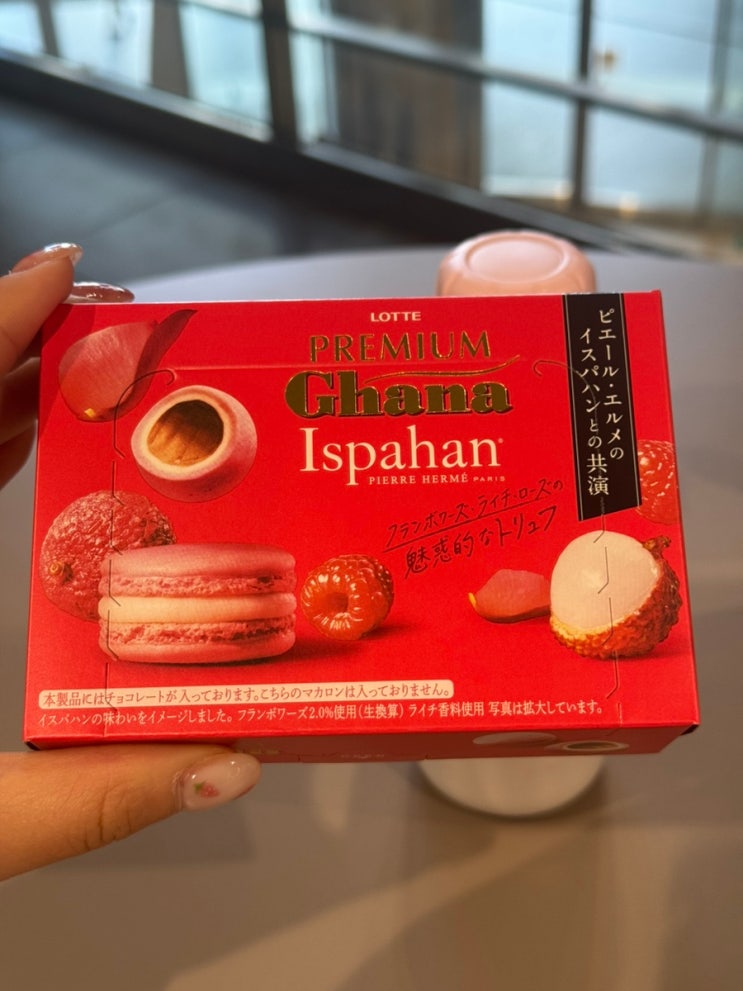 LOTTE
PREMIUM
Ghana
Ispahan
PIERRE HERMÉ PARIS
ピエール・エルメの
イスパハンとの共演
フランボワーズ・ライチ・ローズの
魅惑的なトリュフ
本製品にはチョコレートが入っております。こちらのマカロンは入っておりません。
イスパハンの味わいをイメージしました。フランボワーズ2.0%使用(生換算) ライチ香料使用 写真は拡大しています。